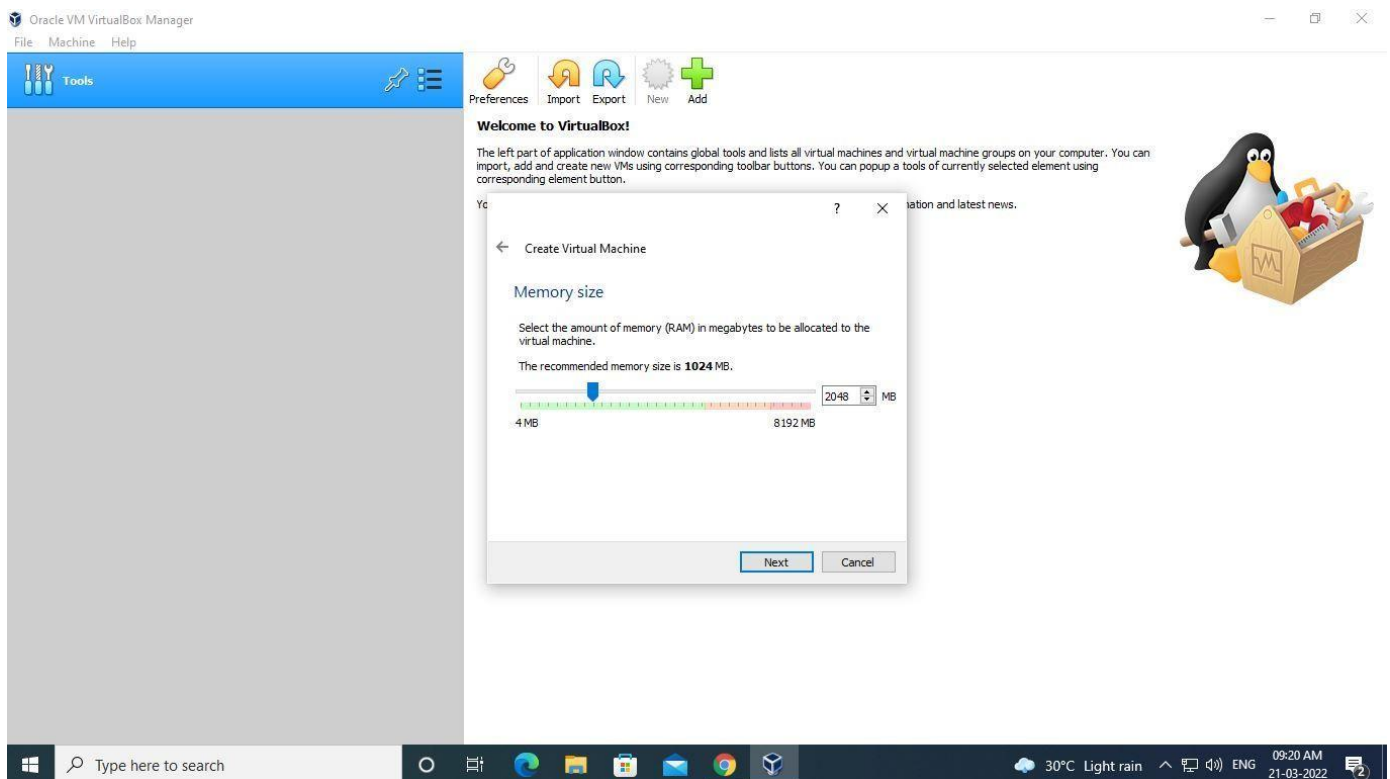 Oracle VM VirtualBox Manager
File Machine Help
Tools
Preferences Import Export New Add
Welcome to VirtualBox!
The left part of application window contains global tools and lists all virtual machines and virtual machine groups on your computer. You can
import, add and create new VMs using corresponding toolbar buttons. You can popup a tools of currently selected element using
corresponding element button.
Yo
ation and latest news.
?
Create Virtual Machine
Memory size
Select the amount of memory (RAM) in megabytes to be allocated to the
virtual machine.
The recommended memory size is 1024 MB.
2048 MB
4 MB 8192 MB
Next Cancel
Type here to search
30°C Light rain ENG 09:20 AM
21-03-2022
2